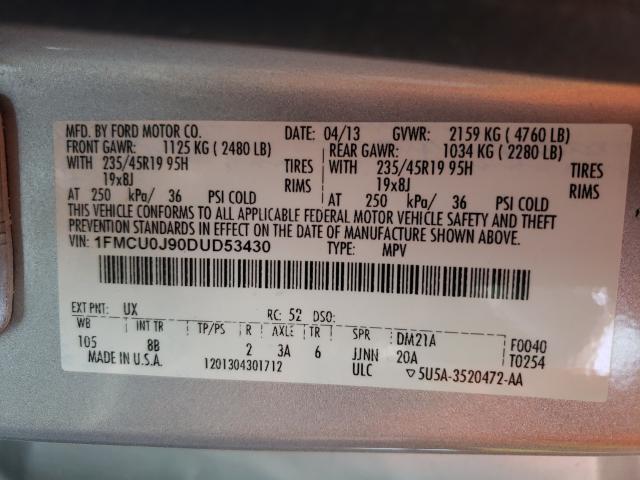 MFD. BY FORD MOTOR CO. DATE: 04/13 GVWR: 2159 KG ( 4760 LB)
FRONT GAWR: 1125 KG ( 2480 LB) REAR GAWR: 1034 KG ( 2280 LB)
WITH 235/45R19 95H TIRES WITH 235/45R19 95H TIRES
19x8J RIMS 19x8J RIMS
AT 250 kPa/ 36 PSI COLD AT 250 kPa/ 36 PSI COLD
THIS VEHICLE CONFORMS TO ALL APPLICABLE FEDERAL MOTOR VEHICLE SAFETY AND THEFT
PREVENTION STANDARDS IN EFFECT ON THE DATE OF MANUFACTURE SHOWN ABOVE.
VIN: 1FMCU0J90DUD53430 TYPE: MPV
EXT PNT: UX RC: 52 DSO:
WB INT TR TP/PS R AXLE TR SPR DM21A F0040
105 8B 2 3A 6 JJNN 20A T0254
MADE IN U.S.A. 1201304301712 ULC ▽5U5A-3520472-AA